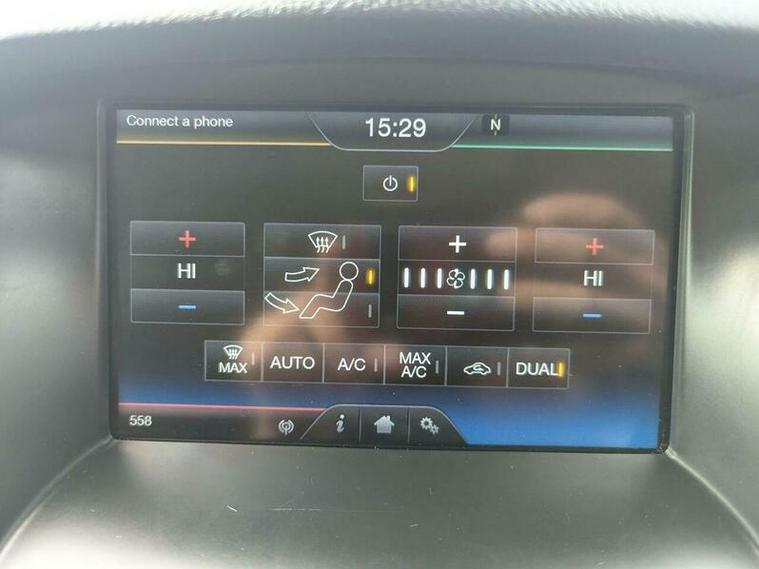 Connect a phone
15:29
N
+
+
+
HI
HI
−
−
−
MAX
AUTO
A/C
MAX A/C
DUAL
558
i